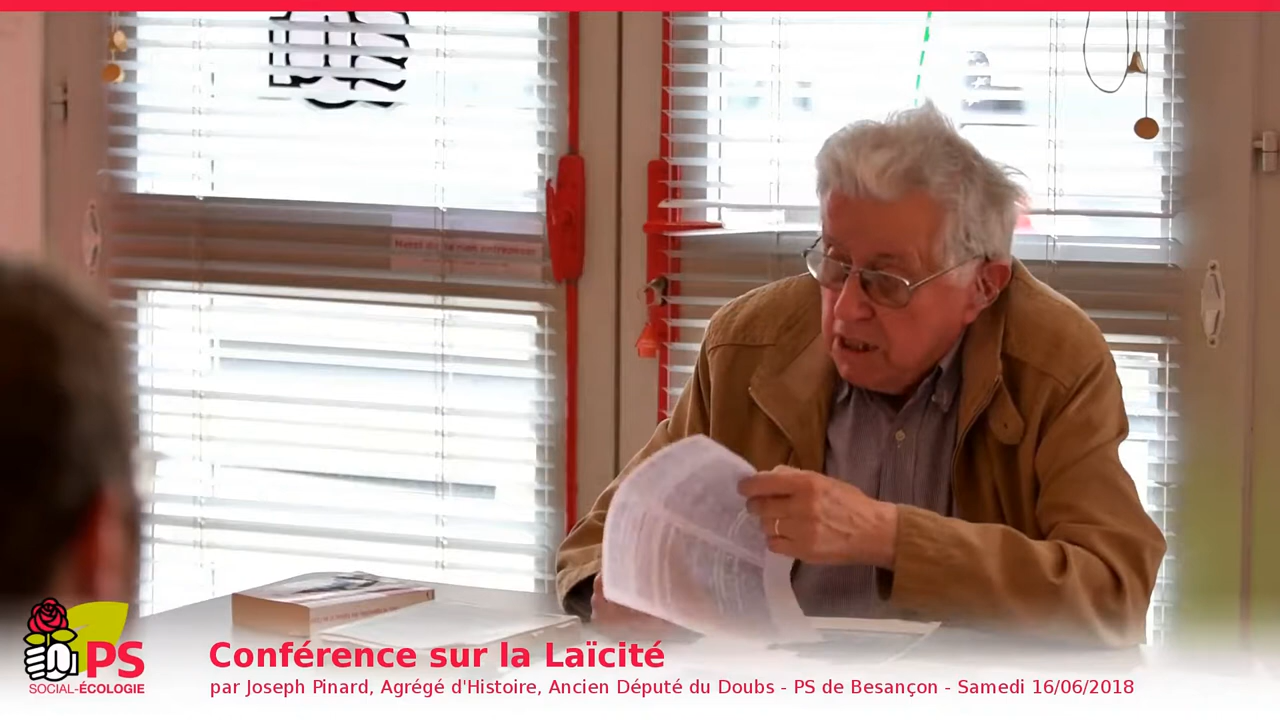 Conférence sur la Laïcité
par Joseph Pinard, Agrégé d'Histoire, Ancien Député du Doubs - PS de Besançon - Samedi 16/06/2018
PS
SOCIAL-ÉCOLOGIE